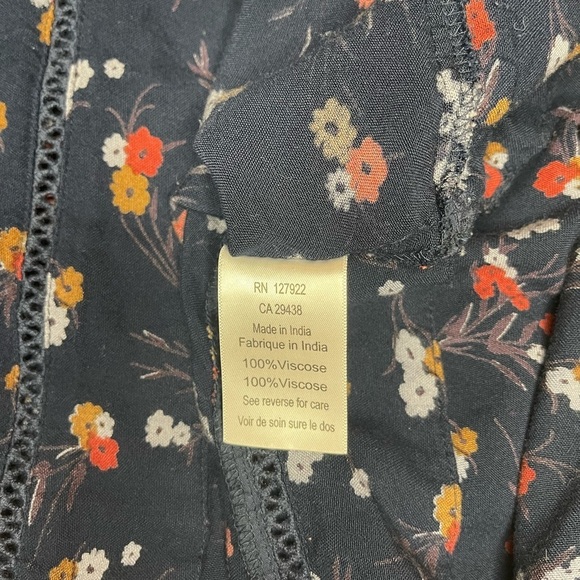 RN 127922
CA 29438
Made in India
Fabrique in India
100%Viscose
100%Viscose
See reverse for care
Voir de soin sure le dos